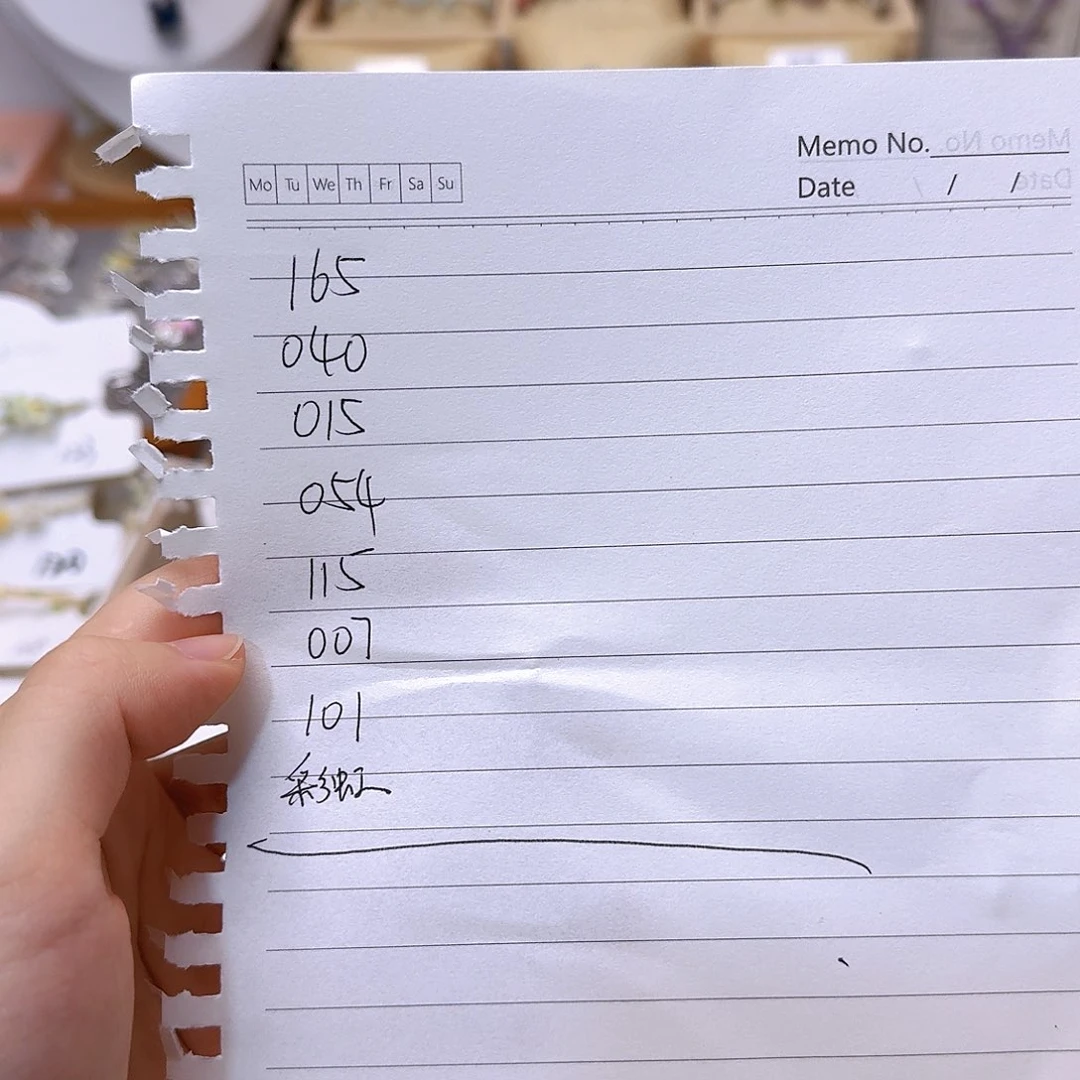 Memo No.
Mo Tu We Th Fr Sa Su
Date / /
165
040
015
054
115
007
101
彩虹